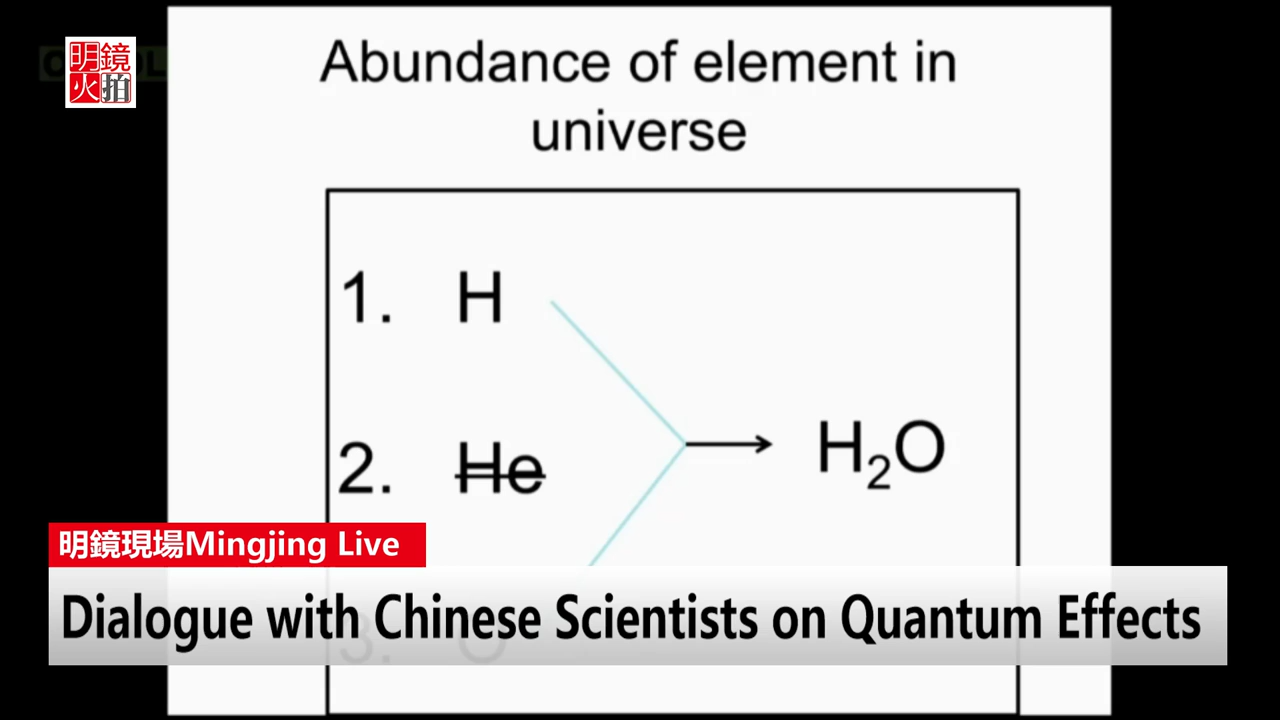 明鏡
火拍
Abundance of element in
universe
1. H
2. He
H₂O
明鏡現場Mingjing Live
Dialogue with Chinese Scientists on Quantum Effects
3. O